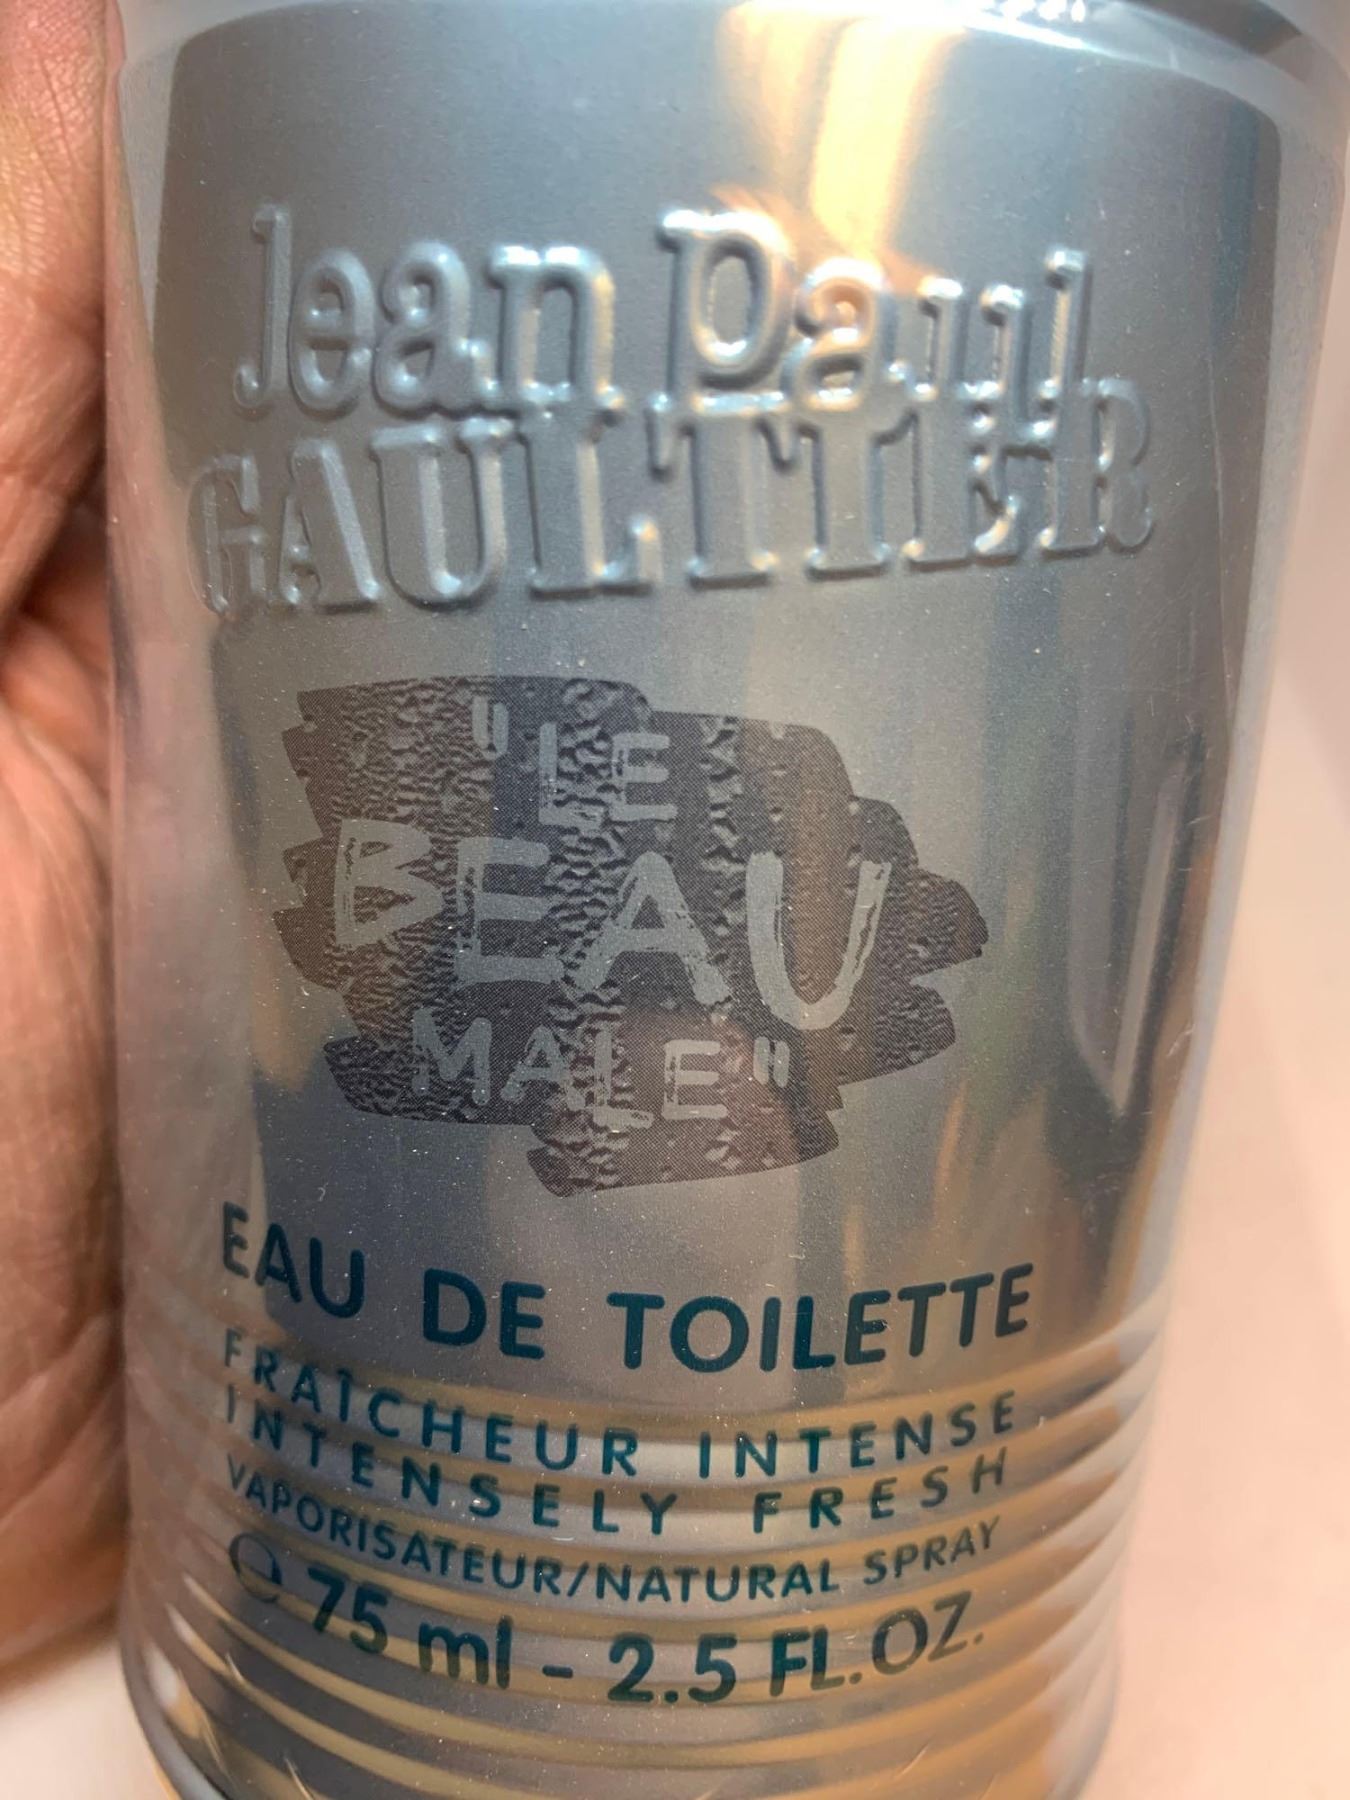 Jean Paul
GAULTIER
"LE
BEAU
MALE"
EAU DE TOILETTE
FRAÎCHEUR INTENSE
INTENSELY FRESH
VAPORISATEUR/NATURAL SPRAY
℮ 75 ml - 2.5 FL.OZ.